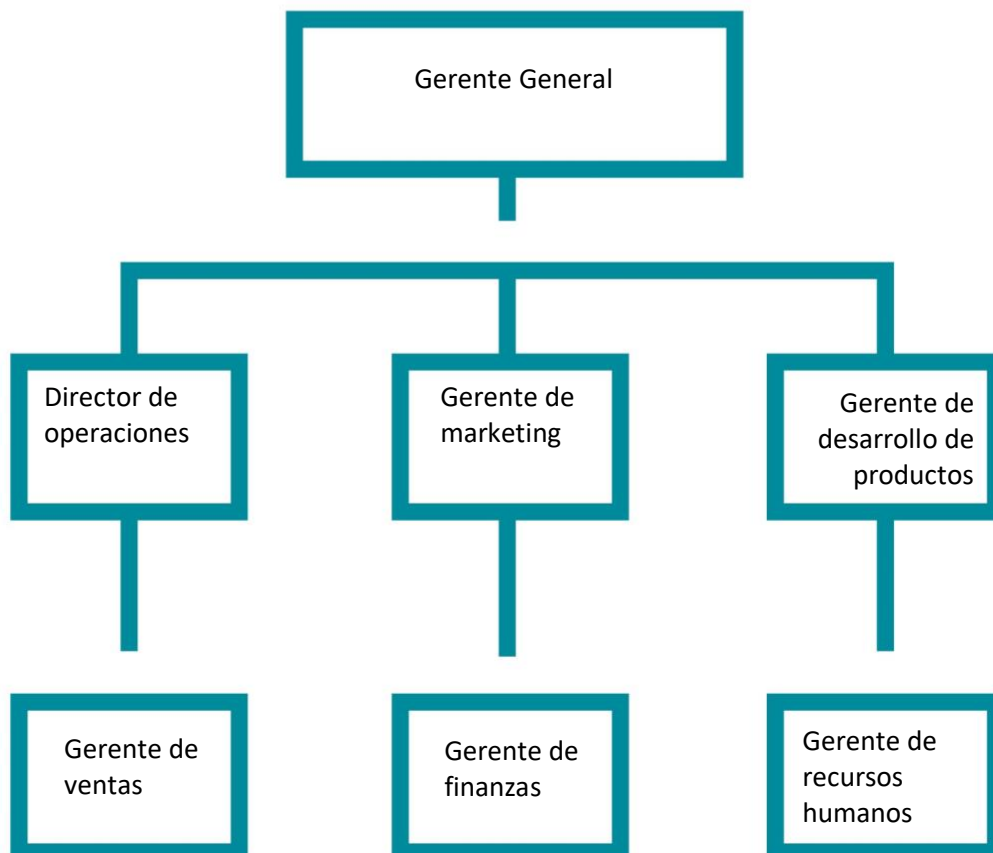 Gerente General
Director de
operaciones
Gerente de
marketing
Gerente de
desarrollo de
productos
Gerente de
ventas
Gerente de
finanzas
Gerente de
recursos
humanos